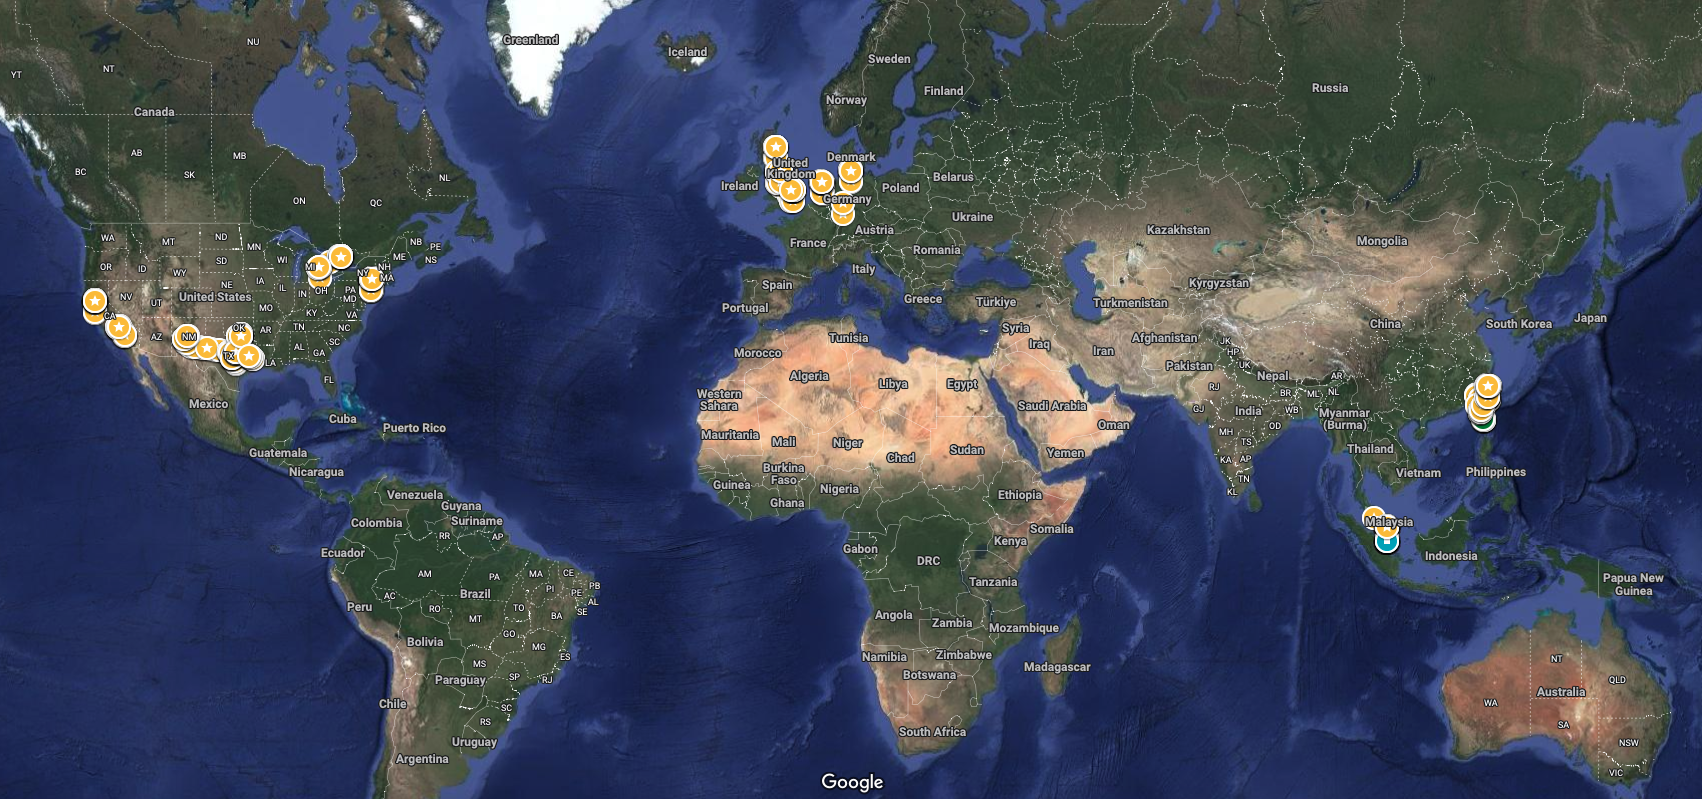 Greenland
Iceland
NU
Sweden
NT
YT
Finland
Russia
Norway
Canada
AB
MB
Denmark
United
Kingdom
BC
SK
NL
Ireland
Poland
Belarus
ON
QC
Germany
Ukraine
Austria
Kazakhstan
WA
MT
ND
MN
NB
PE
France
Romania
Mongolia
OR
ID
SD
WI
ME
NS
MI
NH
Italy
WY
NY
MA
NV
UT
NE
IA
IL
IN
OH
PA
MD
Spain
Greece
Türkiye
Kyrgyzstan
United States
Portugal
Turkmenistan
CA
MO
KY
VA
AZ
NM
OK
AR
TN
NC
Tunisia
Syria
Iraq
Afghanistan
China
South Korea
Japan
TX
LA
AL
GA
SC
Morocco
Iran
Pakistan
JK
HP
UK
FL
Algeria
Libya
Egypt
Nepal
AR
Mexico
Western
Sahara
Saudi Arabia
RJ
BR
ML
NL
Cuba
Puerto Rico
Oman
GJ
India
WB
Myanmar
(Burma)
OD
Mauritania
Mali
Niger
Chad
Sudan
Yemen
MH
TS
Thailand
Guatemala
Nicaragua
Burkina
Faso
KA
AP
TN
KL
Vietnam
Philippines
Guinea
Nigeria
Ethiopia
Venezuela
Guyana
Suriname
Ghana
Colombia
RR
AP
Somalia
Malaysia
Ecuador
Gabon
DRC
Kenya
Indonesia
AM
PA
MA
CE
Tanzania
Papua New
Guinea
AC
Brazil
PI
PB
PE
AL
SE
Peru
RO
MT
TO
BA
Angola
Zambia
Mozambique
Bolivia
GO
MG
ES
Namibia
Zimbabwe
Botswana
Madagascar
NT
MS
Paraguay
SP
RJ
QLD
Chile
SC
WA
Australia
RS
South Africa
SA
Uruguay
NSW
Argentina
VIC
Google